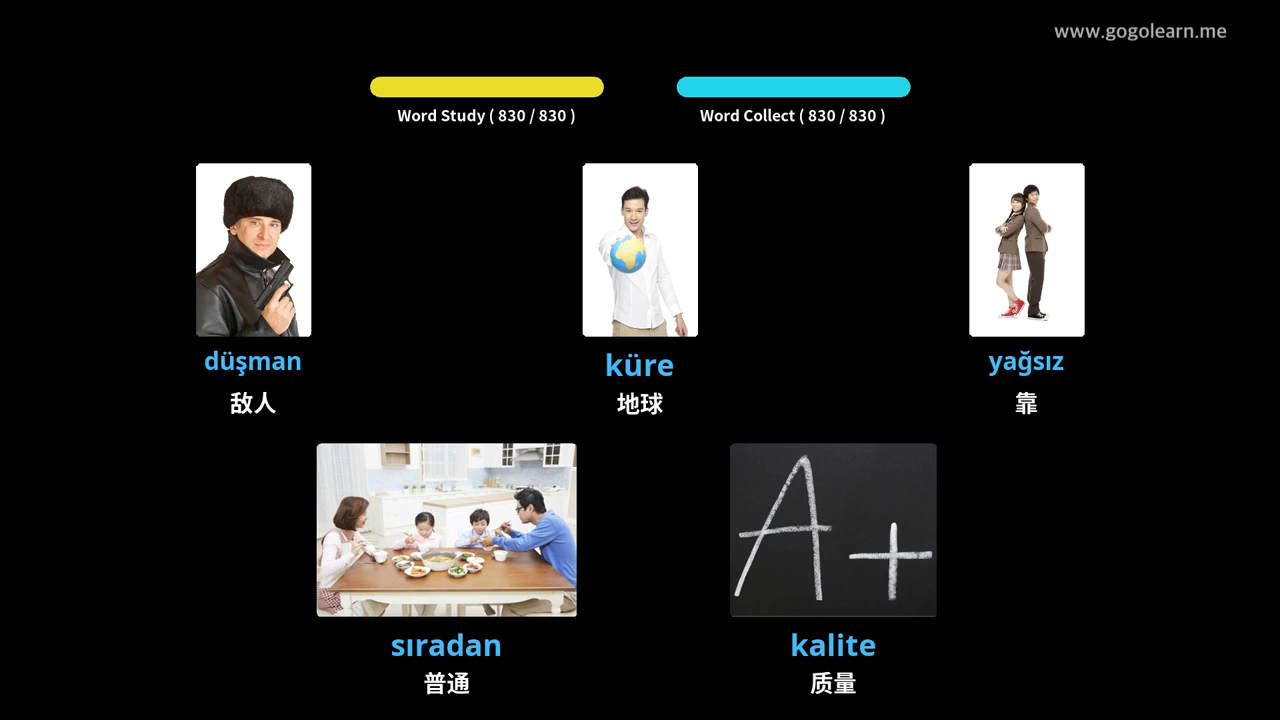 www.gogolearn.me
Word Study ( 830 / 830 )
Word Collect ( 830 / 830 )
düşman
küre
yağsız
敌人
地球
靠
A+
sıradan
kalite
普通
质量